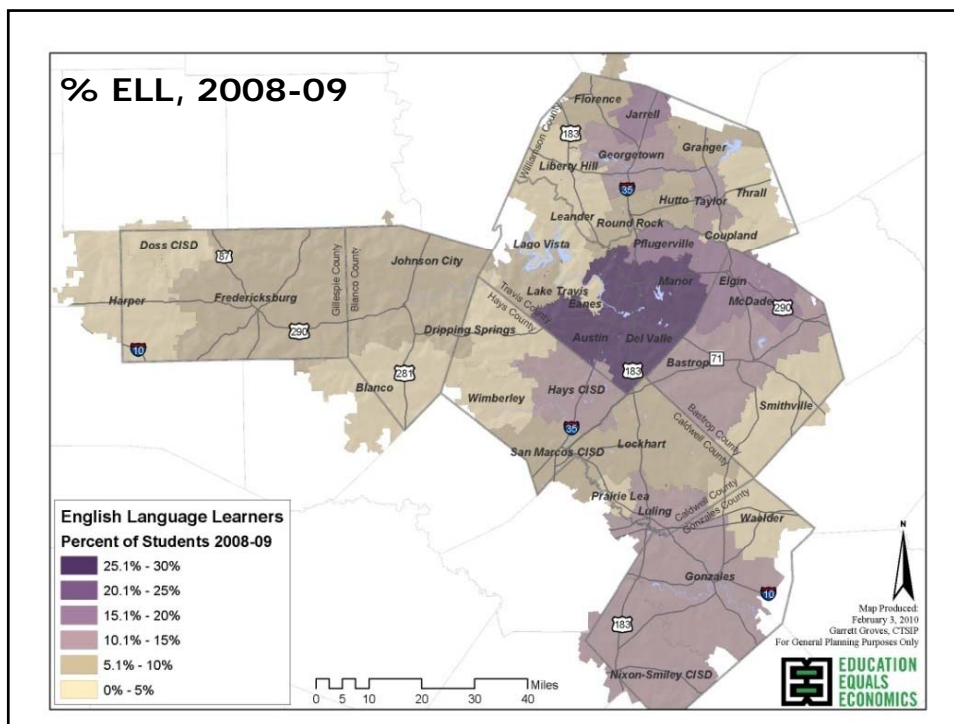 % ELL, 2008-09
Florence
Jarrell
183
Williamson County
Georgetown
Granger
Liberty Hill
35
Hutto
Taylor
Thrall
Leander
Round Rock
Coupland
Doss CISD
Lago Vista
Pflugerville
87
Gillespie County
Blanco County
Johnson City
Manor
Elgin
Harper
Fredericksburg
Lake Travis
McDade
Travis County
Hays County
Eanes
290
290
Dripping Springs
Austin
Del Valle
10
183
71
Bastrop
Blanco
281
Wimberley
Hays CISD
Smithville
35
Bastrop County
Caldwell County
San Marcos CISD
Lockhart
Prairie Lea
Luling
Caldwell County
Gonzales County
Waelder
English Language Learners
Percent of Students 2008-09
25.1% - 30%
20.1% - 25%
15.1% - 20%
10.1% - 15%
5.1% - 10%
0% - 5%
Gonzales
10
183
Nixon-Smiley CISD
Miles
0 5 10 20 30 40
N
Map Produced:
February 3, 2010
Garrett Groves, CTSIP
For General Planning Purposes Only
EDUCATION
EQUALS
ECONOMICS